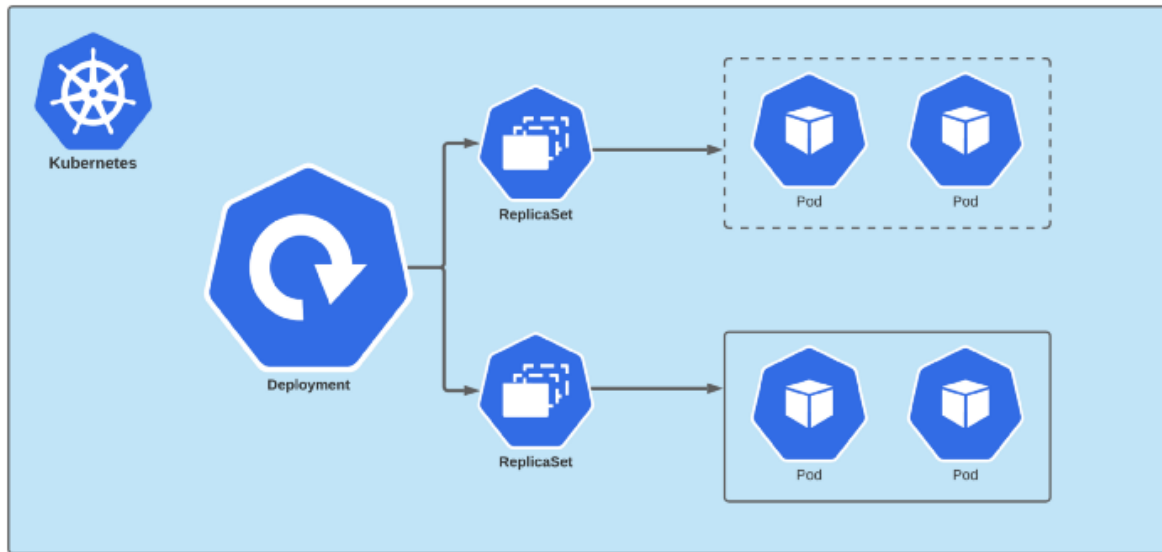 Kubernetes
Deployment
ReplicaSet
Pod
Pod
ReplicaSet
Pod
Pod